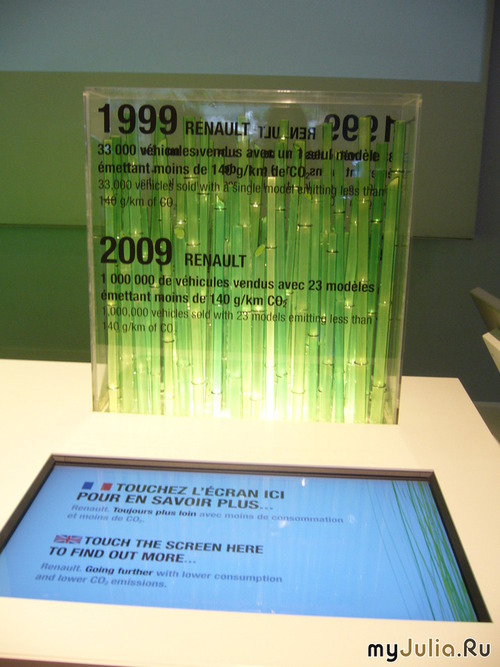 1999 RENAULT
33 000 véhicules vendus avec un seul modèle
émettant moins de 140 g/km de CO₂
33,000 vehicles sold with a single model emitting less than
140 g/km of CO₂
2009 RENAULT
1 000 000 de véhicules vendus avec 23 modèles
émettant moins de 140 g/km CO₂
1,000,000 vehicles sold with 23 models emitting less than
140 g/km of CO₂
TOUCHEZ L'ÉCRAN ICI
POUR EN SAVOIR PLUS...
Renault. Toujours plus loin avec moins de consommation
et moins de CO₂.
TOUCH THE SCREEN HERE
TO FIND OUT MORE...
Renault. Going further with lower consumption
and lower CO₂ emissions.
myJulia.Ru